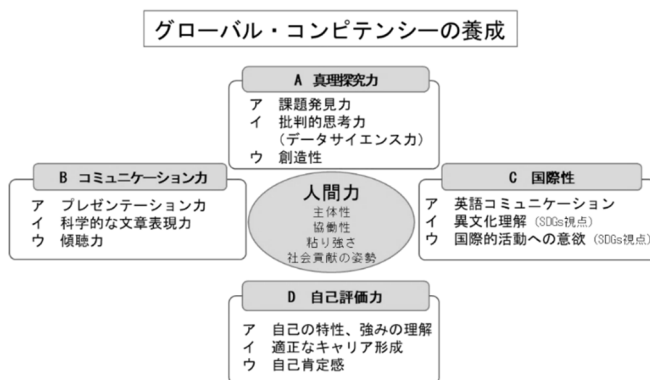 グローバル・コンピテンシーの養成
A 真理探究力
ア 課題発見力
イ 批判的思考力
(データサイエンス力)
ウ 創造性
B コミュニケーション力
ア プレゼンテーション力
イ 科学的な文章表現力
ウ 傾聴力
人間力
主体性
協働性
粘り強さ
社会貢献の姿勢
C 国際性
ア 英語コミュニケーション
イ 異文化理解(SDGs視点)
ウ 国際的活動への意欲(SDGs視点)
D 自己評価力
ア 自己の特性、強みの理解
イ 適正なキャリア形成
ウ 自己肯定感